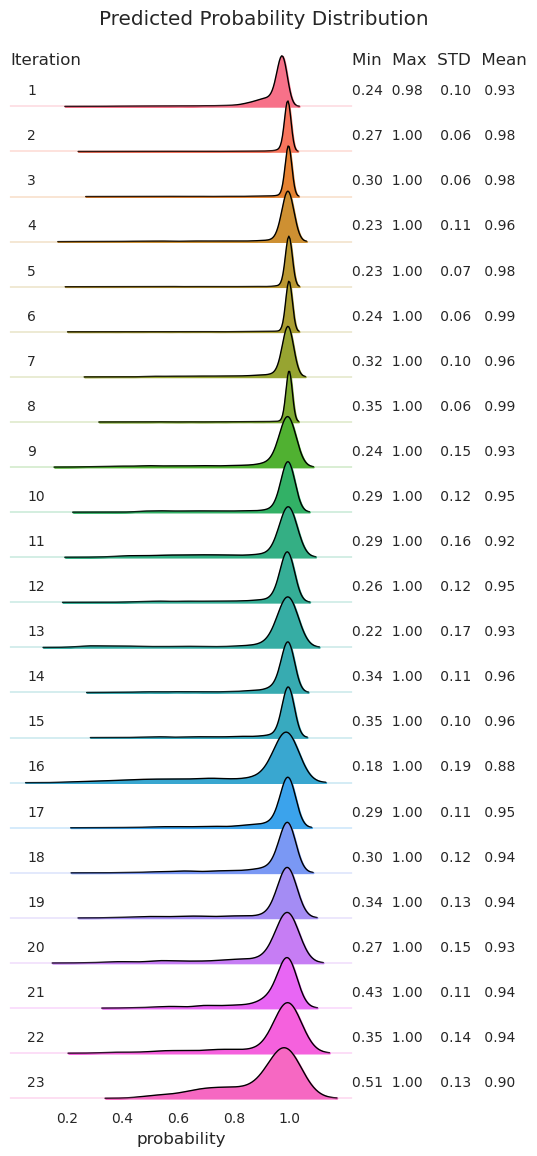 Predicted Probability Distribution
Iteration Min Max STD Mean
1 0.24 0.98 0.10 0.93
2 0.27 1.00 0.06 0.98
3 0.30 1.00 0.06 0.98
4 0.23 1.00 0.11 0.96
5 0.23 1.00 0.07 0.98
6 0.24 1.00 0.06 0.99
7 0.32 1.00 0.10 0.96
8 0.35 1.00 0.06 0.99
9 0.24 1.00 0.15 0.93
10 0.29 1.00 0.12 0.95
11 0.29 1.00 0.16 0.92
12 0.26 1.00 0.12 0.95
13 0.22 1.00 0.17 0.93
14 0.34 1.00 0.11 0.96
15 0.35 1.00 0.10 0.96
16 0.18 1.00 0.19 0.88
17 0.29 1.00 0.11 0.95
18 0.30 1.00 0.12 0.94
19 0.34 1.00 0.13 0.94
20 0.27 1.00 0.15 0.93
21 0.43 1.00 0.11 0.94
22 0.35 1.00 0.14 0.94
23 0.51 1.00 0.13 0.90
0.2 0.4 0.6 0.8 1.0
probability